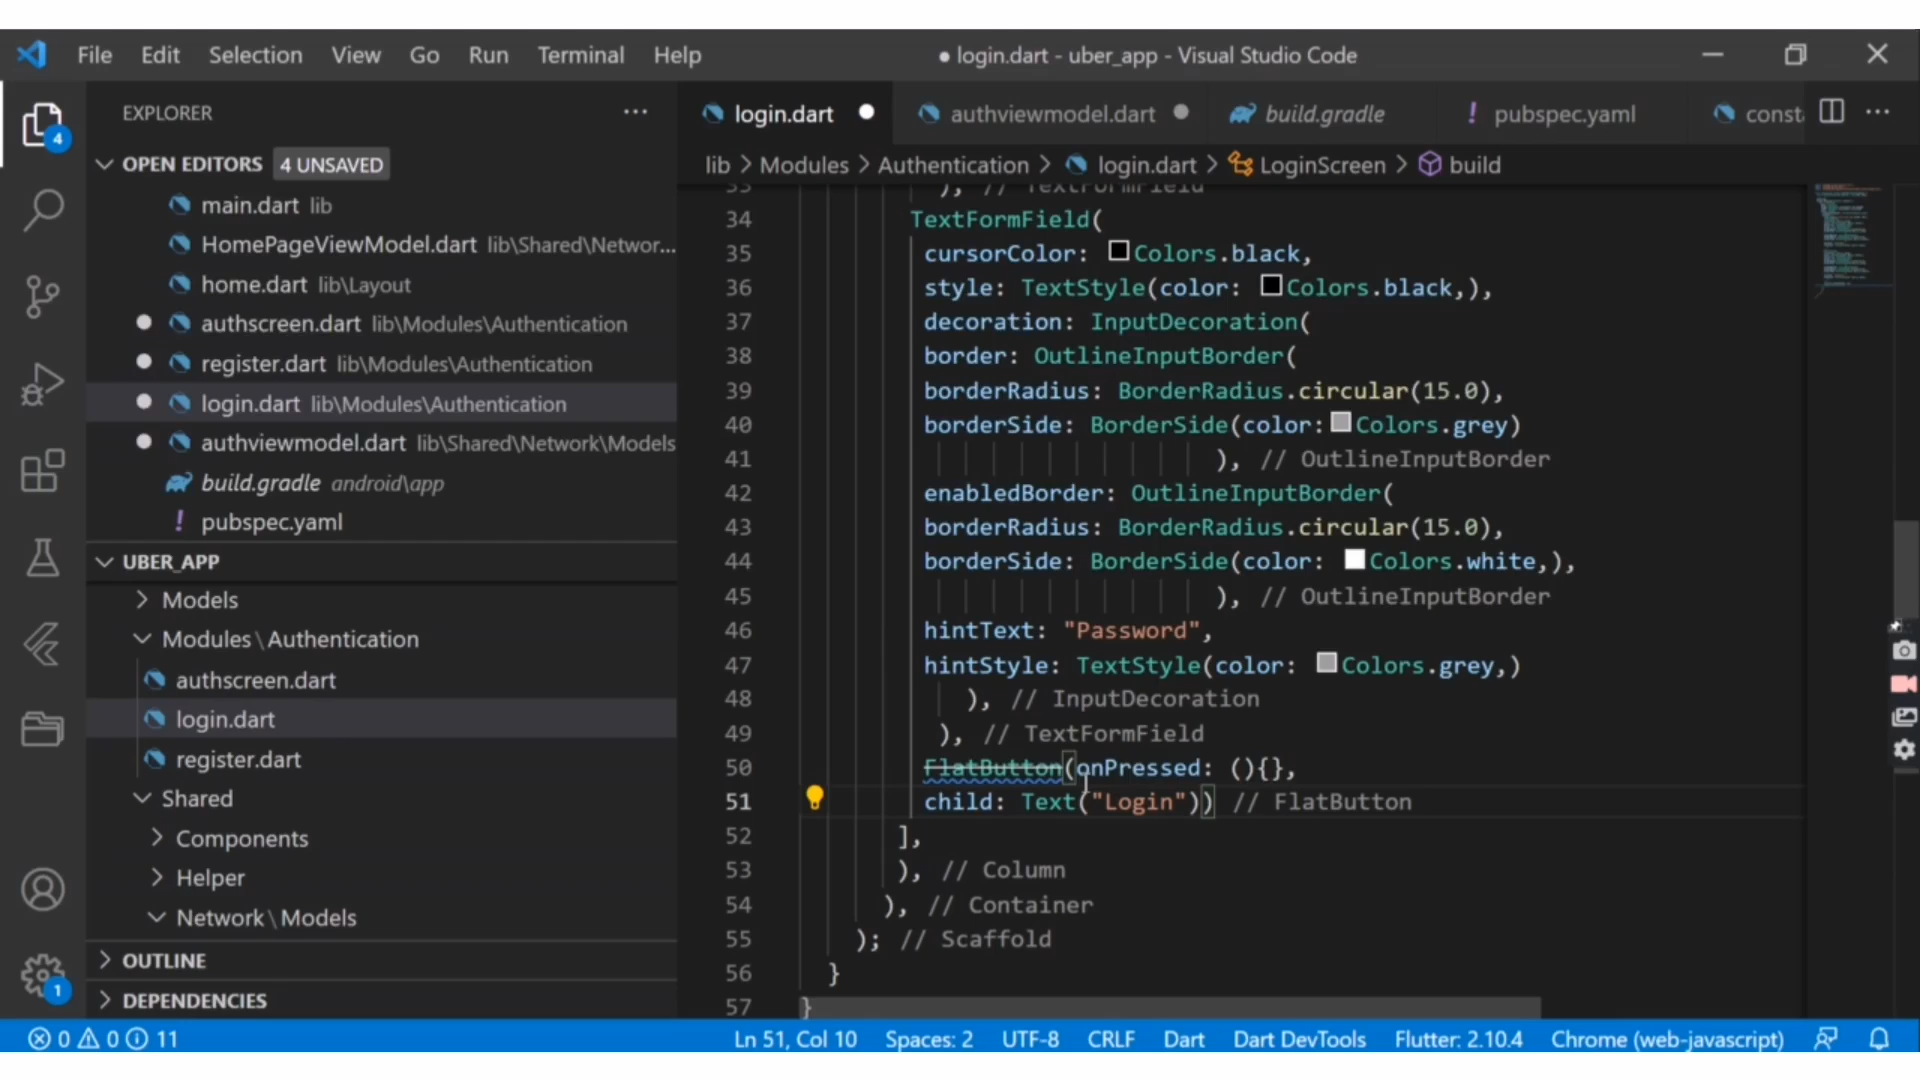 File Edit Selection View Go Run Terminal Help
● login.dart - uber_app - Visual Studio Code
EXPLORER
OPEN EDITORS 4 UNSAVED
main.dart lib
HomePageViewModel.dart lib\Shared\Networ...
home.dart lib\Layout
authscreen.dart lib\Modules\Authentication
register.dart lib\Modules\Authentication
login.dart lib\Modules\Authentication
authviewmodel.dart lib\Shared\Network\Models
build.gradle android\app
! pubspec.yaml
UBER_APP
Models
Modules \ Authentication
authscreen.dart
login.dart
register.dart
Shared
Components
Helper
Network \ Models
OUTLINE
DEPENDENCIES
4
1
login.dart ● authviewmodel.dart ● build.gradle ! pubspec.yaml consta
lib > Modules > Authentication > login.dart > LoginScreen > build
33 ), // TextFormField
34 TextFormField(
35 cursorColor: Colors.black,
36 style: TextStyle(color: Colors.black,),
37 decoration: InputDecoration(
38 border: OutlineInputBorder(
39 borderRadius: BorderRadius.circular(15.0),
40 borderSide: BorderSide(color: Colors.grey)
41 ), // OutlineInputBorder
42 enabledBorder: OutlineInputBorder(
43 borderRadius: BorderRadius.circular(15.0),
44 borderSide: BorderSide(color: Colors.white,),
45 ), // OutlineInputBorder
46 hintText: "Password",
47 hintStyle: TextStyle(color: Colors.grey,)
48 ), // InputDecoration
49 ), // TextFormField
50 FlatButton(onPressed: (){},
51 child: Text("Login")) // FlatButton
52 ],
53 ), // Column
54 ), // Container
55 ); // Scaffold
56 }
57 }
0 0 11 Ln 51, Col 10 Spaces: 2 UTF-8 CRLF Dart Dart DevTools Flutter: 2.10.4 Chrome (web-javascript)